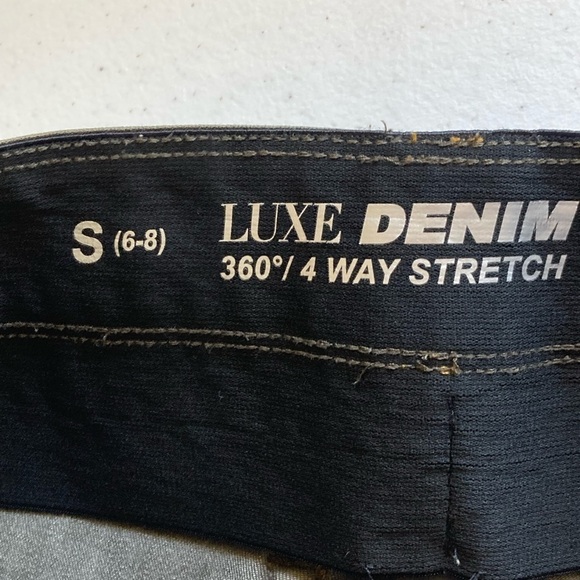 S (6-8)
LUXE DENIM
360°/ 4 WAY STRETCH